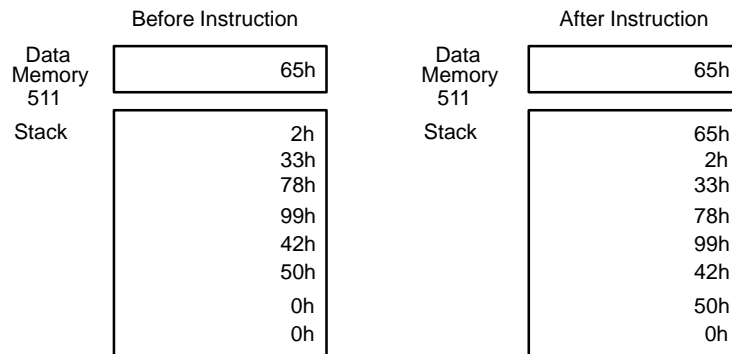 Before Instruction After Instruction
Data Memory 511 65h Data Memory 511 65h
Stack 2h Stack 65h
33h 2h
78h 33h
99h 78h
42h 99h
50h 42h
0h 50h
0h 0h